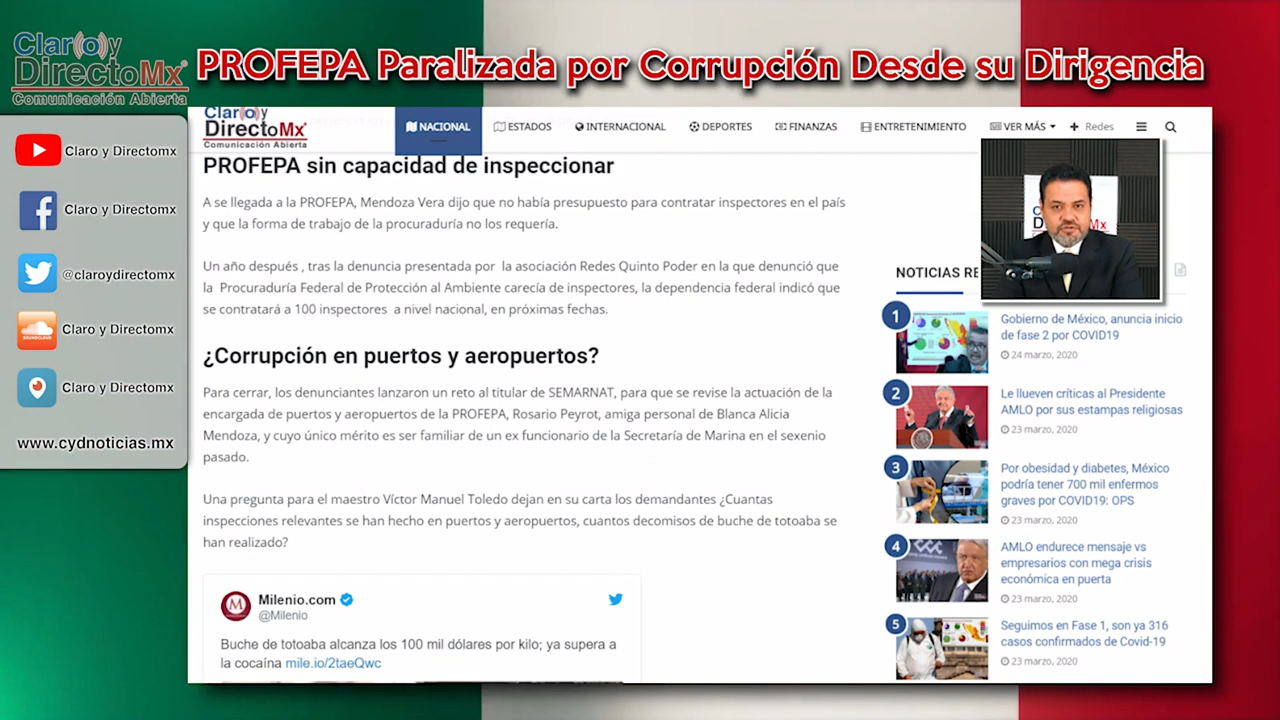 Claro y
DirectoMx®
Comunicación Abierta
PROFEPA Paralizada por Corrupción Desde su Dirigencia
Claro y Directomx
Claro y Directomx
@claroydirectomx
SOUNDCLOUD
Claro y Directomx
Claro y Directomx
www.cydnoticias.mx
Claro y
DirectoMx®
Comunicación Abierta
NACIONAL
ESTADOS
INTERNACIONAL
DEPORTES
FINANZAS
ENTRETENIMIENTO
VER MÁS
Redes
PROFEPA sin capacidad de inspeccionar
A se llegada a la PROFEPA, Mendoza Vera dijo que no había presupuesto para contratar inspectores en el país
y que la forma de trabajo de la procuraduría no los requería.
Un año después , tras la denuncia presentada por la asociación Redes Quinto Poder en la que denunció que
la Procuraduría Federal de Protección al Ambiente carecía de inspectores, la dependencia federal indicó que
se contratará a 100 inspectores a nivel nacional, en próximas fechas.
¿Corrupción en puertos y aeropuertos?
Para cerrar, los denunciantes lanzaron un reto al titular de SEMARNAT, para que se revise la actuación de la
encargada de puertos y aeropuertos de la PROFEPA, Rosario Peyrot, amiga personal de Blanca Alicia
Mendoza, y cuyo único mérito es ser familiar de un ex funcionario de la Secretaría de Marina en el sexenio
pasado.
Una pregunta para el maestro Víctor Manuel Toledo dejan en su carta los demandantes ¿Cuantas
inspecciones relevantes se han hecho en puertos y aeropuertos, cuantos decomisos de buche de totoaba se
han realizado?
Milenio.com
@Milenio
Buche de totoaba alcanza los 100 mil dólares por kilo; ya supera a
la cocaína mile.io/2taeQwc
NOTICIAS RE
1
Gobierno de México, anuncia inicio
de fase 2 por COVID19
24 marzo, 2020
2
Le llueven críticas al Presidente
AMLO por sus estampas religiosas
23 marzo, 2020
3
Por obesidad y diabetes, México
podría tener 700 mil enfermos
graves por COVID19: OPS
23 marzo, 2020
4
AMLO endurece mensaje vs
empresarios con mega crisis
económica en puerta
23 marzo, 2020
5
Seguimos en Fase 1, son ya 316
casos confirmados de Covid-19
23 marzo, 2020